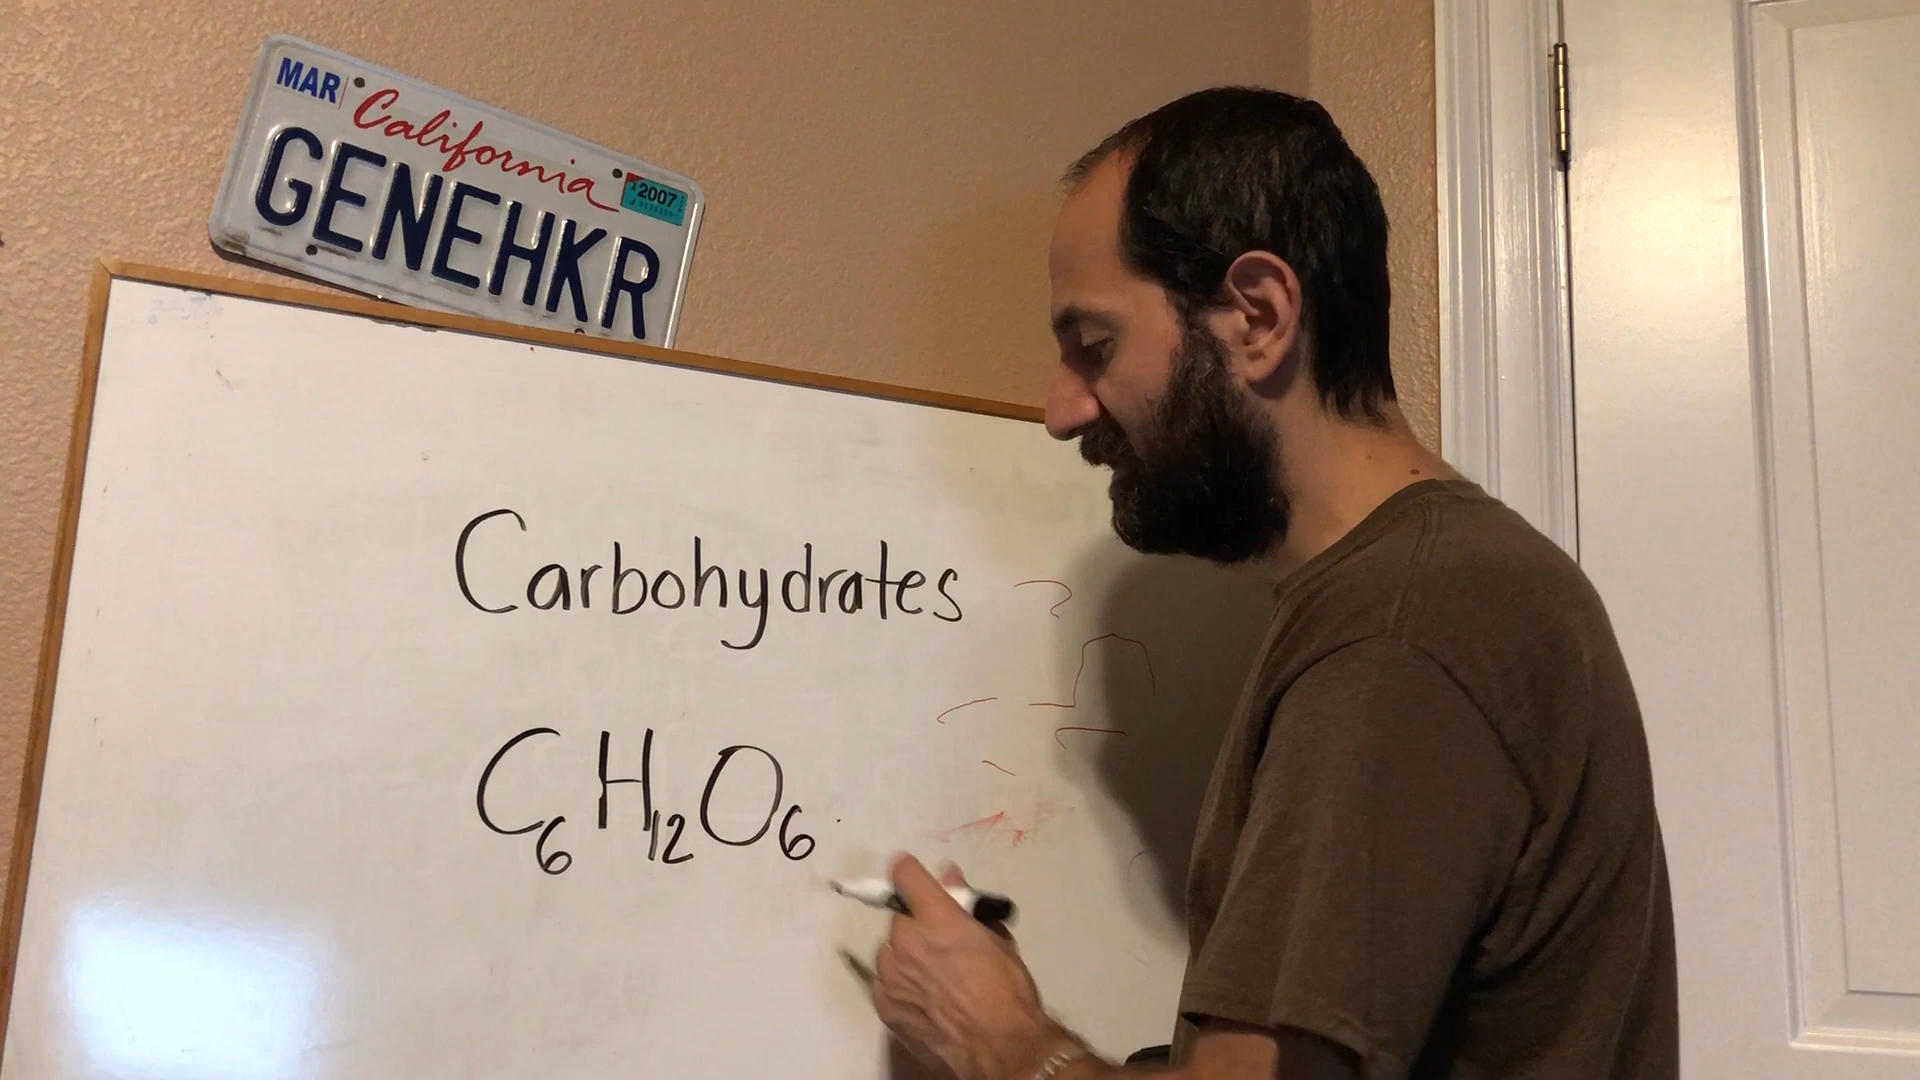 MAR California 2007
GENEHKR
Carbohydrates
C₆H₁₂O₆